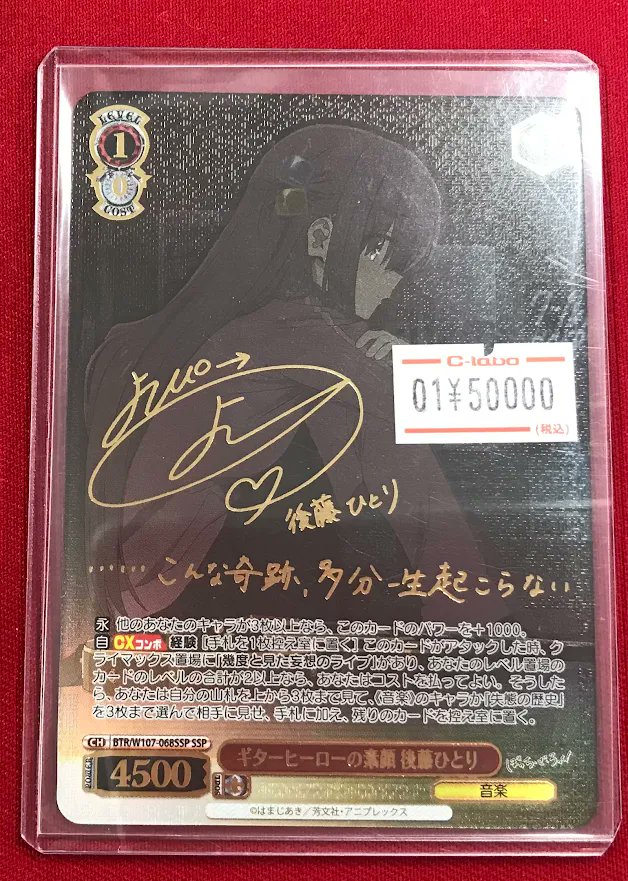 LEVEL
1
0
COST
C-labo
01¥50000
(税込)
後藤ひとり
……こんな奇跡、多分一生起こらない
永 他のあなたのキャラが3枚以上なら、このカードのパワーを+1000。
自 CXコンボ 経験 [手札を1枚控え室に置く] このカードがアタックした時、ク
ライマックス置場に「幾度と見た妄想のライブ」があり、あなたのレベル置場の
カードのレベルの合計が2以上なら、あなたはコストを払ってよい。そうした
ら、あなたは自分の山札を上から3枚まで見て、《音楽》のキャラか「失態の歴史」
を3枚まで選んで相手に見せ、手札に加え、残りのカードを控え室に置く。
CH BTR/W107-068SSP SSP
POWER 4500
ギターヒーローの素顔 後藤ひとり
ぼっち・ざ・ろっく!
音楽
©はまじあき/芳文社・アニプレックス